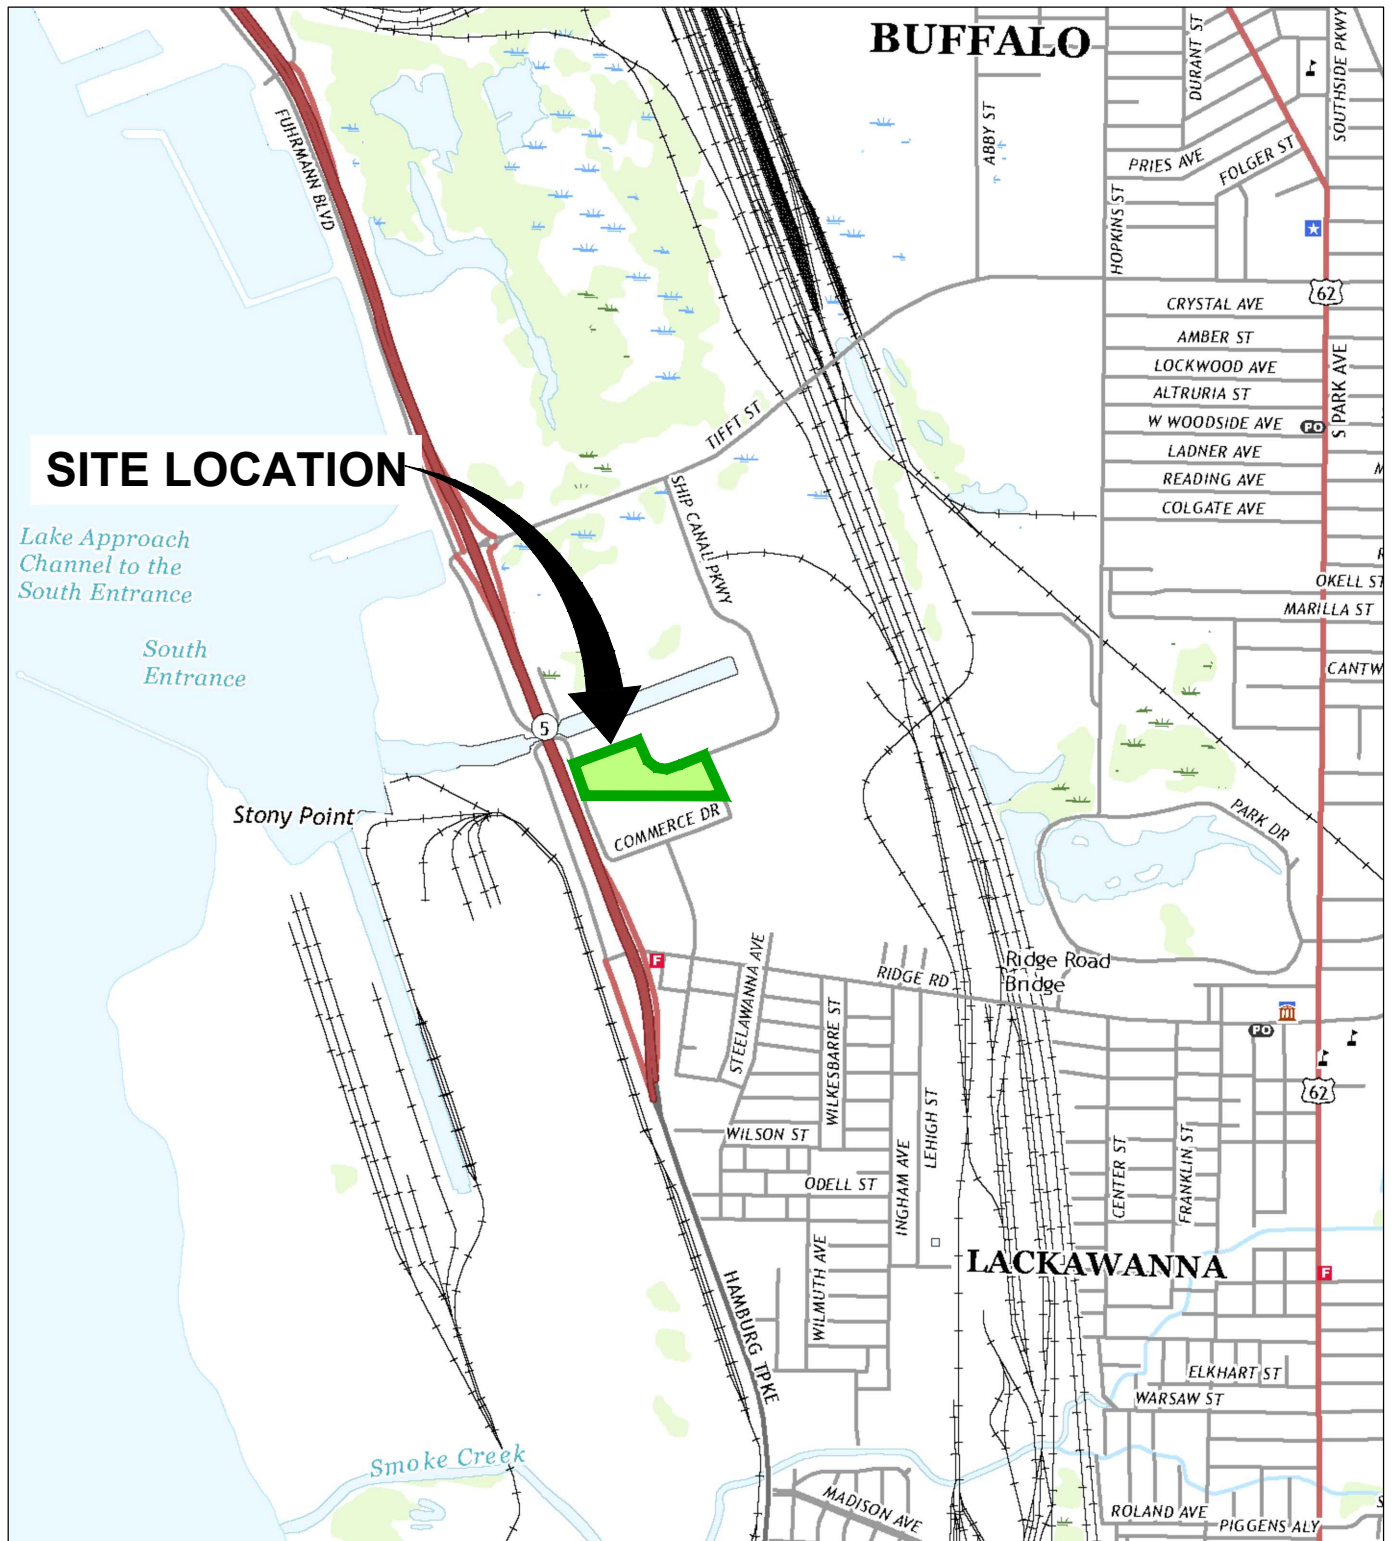 BUFFALO
DURANT ST
SOUTHSIDE PKWY
ABBY ST
FUHRMANN BLVD
PRIES AVE
FOLGER ST
HOPKINS ST
62
CRYSTAL AVE
AMBER ST
LOCKWOOD AVE
ALTRURIA ST
W WOODSIDE AVE
PO
S PARK AVE
LADNER AVE
READING AVE
COLGATE AVE
TIFFT ST
SITE LOCATION
SHIP CANAL PKWY
Lake Approach
Channel to the
South Entrance
OKELL ST
MARILLA ST
South
Entrance
CANTW
5
Stony Point
COMMERCE DR
PARK DR
F
STEELAWANNA AVE
RIDGE RD
Ridge Road
Bridge
WILKESBARRE ST
PO
62
WILSON ST
LEHIGH ST
INGHAM AVE
CENTER ST
FRANKLIN ST
ODELL ST
WILMUTH AVE
LACKAWANNA
F
HAMBURG TPKE
ELKHART ST
WARSAW ST
Smoke Creek
MADISON AVE
ROLAND AVE
PIGGENS ALY